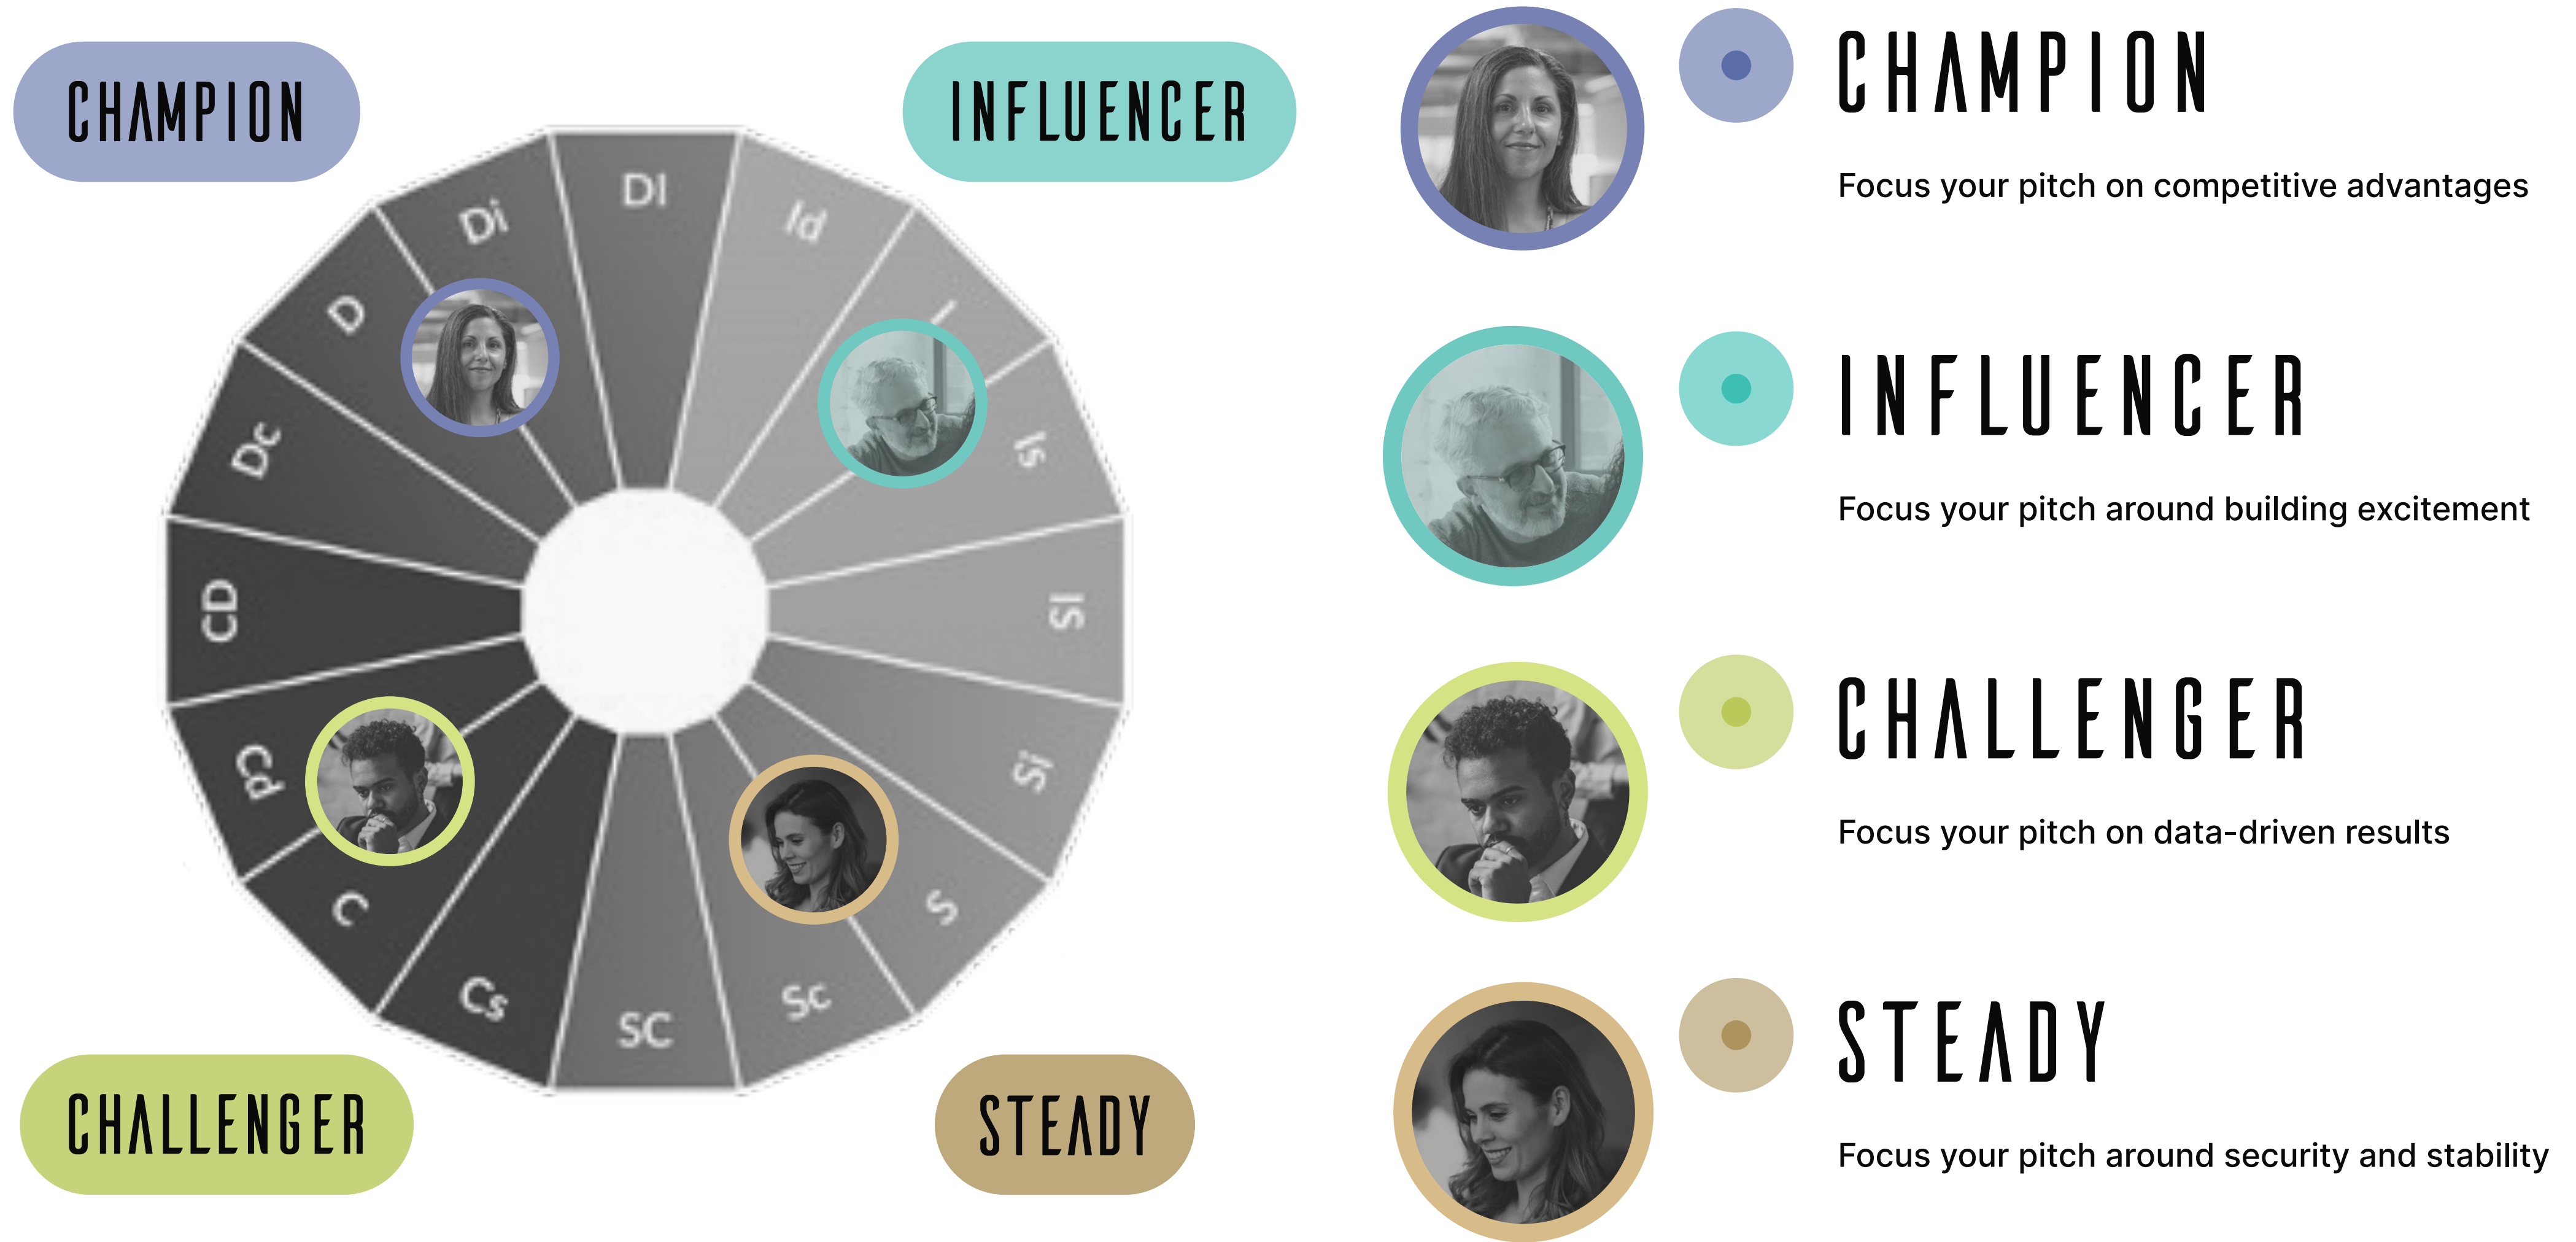 CHAMPION
INFLUENCER
DI
Di
Id
D
I
Dc
Is
CD
SI
Cd
Si
C
S
Cs
Sc
SC
CHALLENGER
STEADY
CHAMPION
Focus your pitch on competitive advantages
INFLUENCER
Focus your pitch around building excitement
CHALLENGER
Focus your pitch on data-driven results
STEADY
Focus your pitch around security and stability